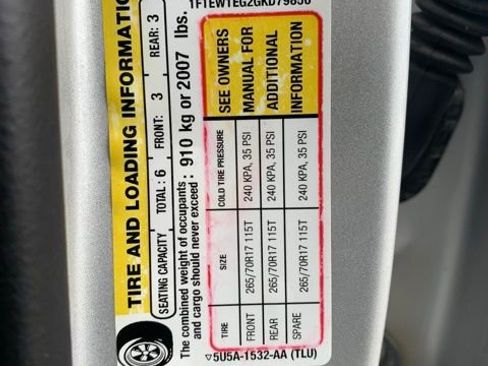 TIRE AND LOADING INFORMATION
SEATING CAPACITY TOTAL: 6 FRONT: 3 REAR: 3
The combined weight of occupants
and cargo should never exceed : 910 kg or 2007 lbs.
TIRE SIZE COLD TIRE PRESSURE SEE OWNERS
FRONT 265/70R17 115T 240 KPA, 35 PSI MANUAL FOR
REAR 265/70R17 115T 240 KPA, 35 PSI ADDITIONAL
SPARE 265/70R17 115T 240 KPA, 35 PSI INFORMATION
▽5U5A-1532-AA (TLU)